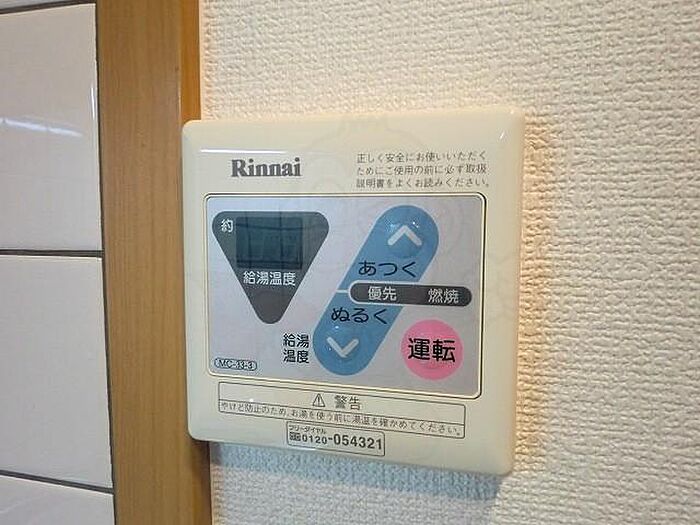 Rinnai
正しく安全にお使いいただく
ためにご使用の前に必ず取扱
説明書をよくお読みください。
約
給湯温度
あつく
優先 燃焼
ぬるく
給湯
温度
運転
MC-33-3
⚠ 警告
やけど防止のため、お湯を使う前に湯温を確かめてください。
フリーダイヤル
0120-054321